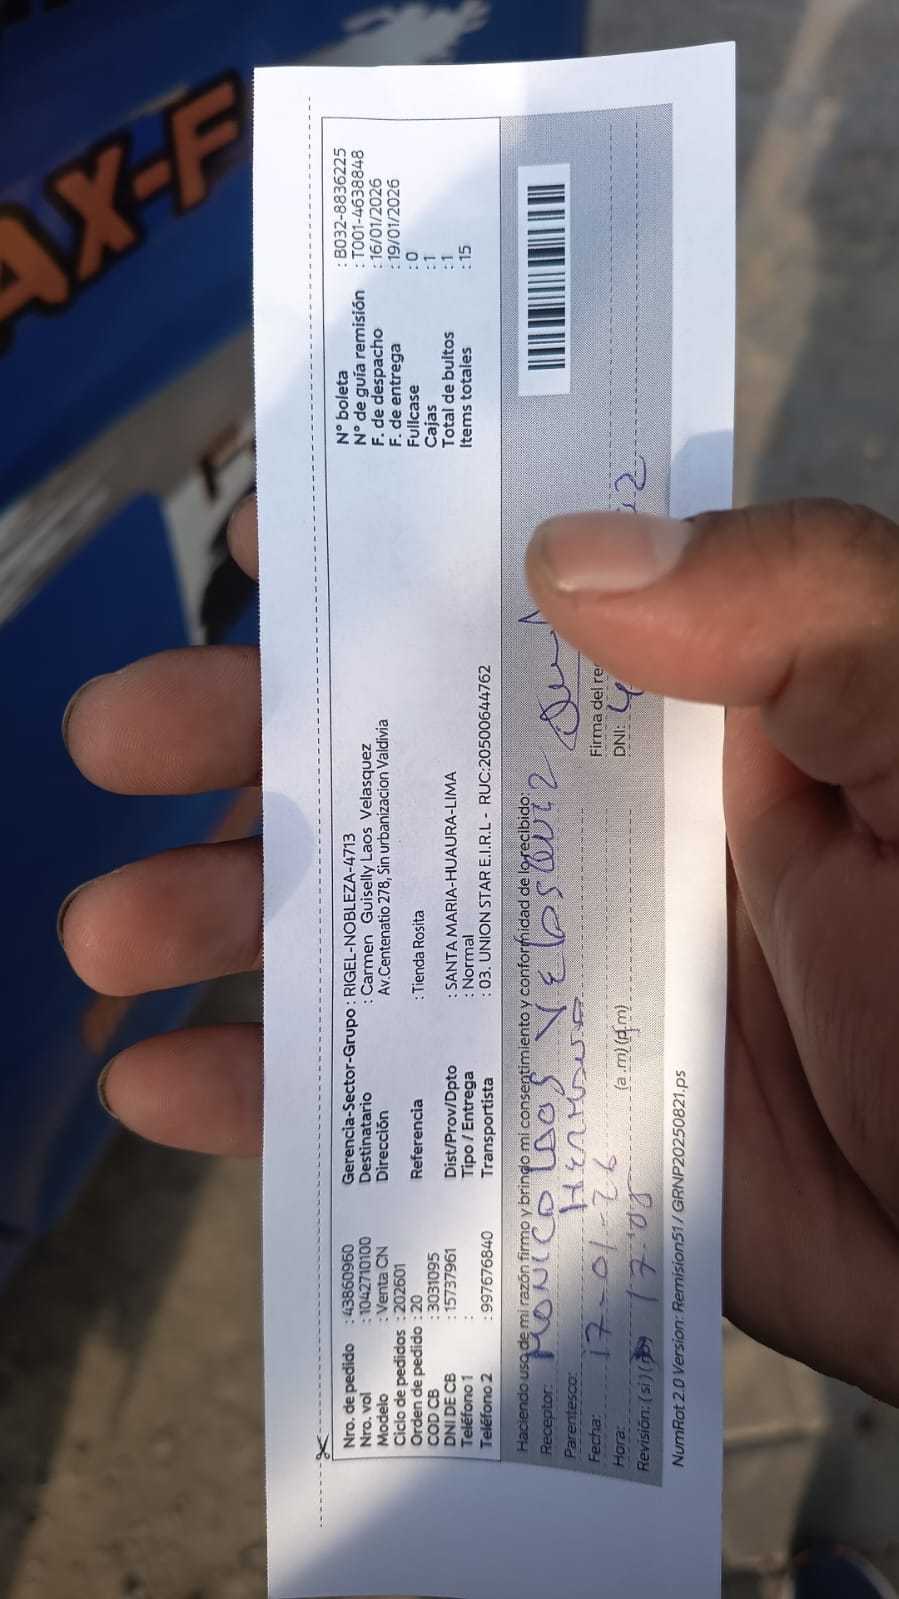 AX-F
Nro. de pedido : 43860960
Nro. vol : 1042710100
Modelo : Venta CN
Ciclo de pedidos : 202601
Orden de pedido : 20
COD CB : 3031095
DNI DE CB : 15737961
Teléfono 1 :
Teléfono 2 : 997676840
Gerencia-Sector-Grupo : RIGEL-NOBLEZA-4713
Destinatario : Carmen Guiselly Laos Velasquez
Dirección Av.Centenatio 278, Sin urbanizacion Valdivia
Referencia : Tienda Rosita
Dist/Prov/Dpto : SANTA MARIA-HUAURA-LIMA
Tipo / Entrega : Normal
Transportista : 03. UNION STAR E.I.R.L - RUC:20500644762
N° boleta : B032-8836225
N° de guía remisión : T001-4638848
F. de despacho : 16/01/2026
F. de entrega : 19/01/2026
Fullcase : 0
Cajas : 1
Total de bultos : 1
Items totales : 15
Haciendo uso de mi razón firmo y brindo mi consentimiento y conformidad de lo recibido:
Receptor: MONICA LAOS VELASQUEZ
Parentesco: HERMANA
Fecha: 17-01-26
Hora: (a.m) (p.m)
Revisión: (si) 
Firma del re
DNI: 4
NumRot 2.0 Version: Remision51 / GRNP20250821.ps